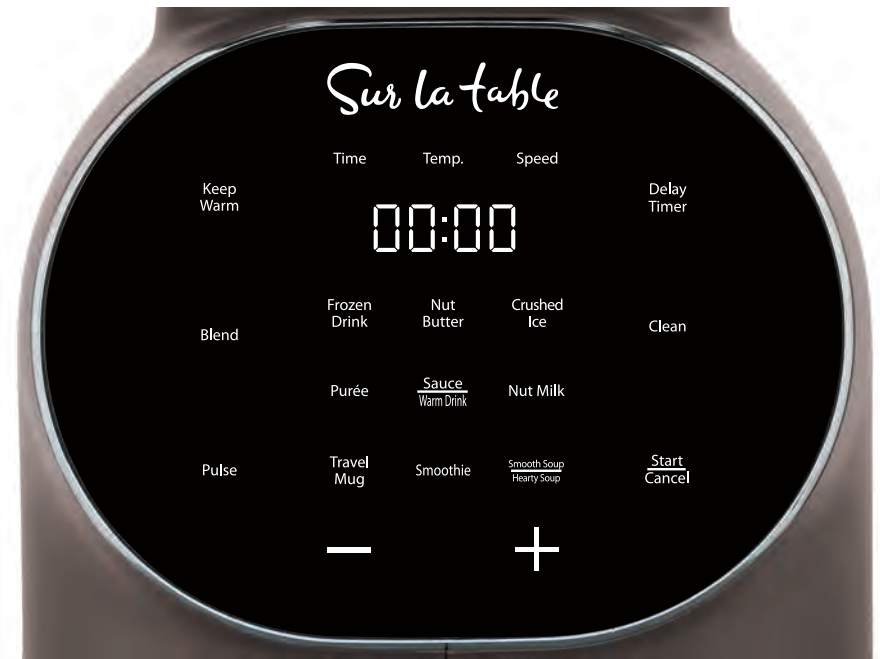 Sur la table
Time Temp. Speed
Keep
Warm
00:00
Delay
Timer
Frozen
Drink
Nut
Butter
Crushed
Ice
Blend
Clean
Purée
Sauce
Warm Drink
Nut Milk
Pulse
Travel
Mug
Smoothie
Smooth Soup
Hearty Soup
Start
Cancel
— +